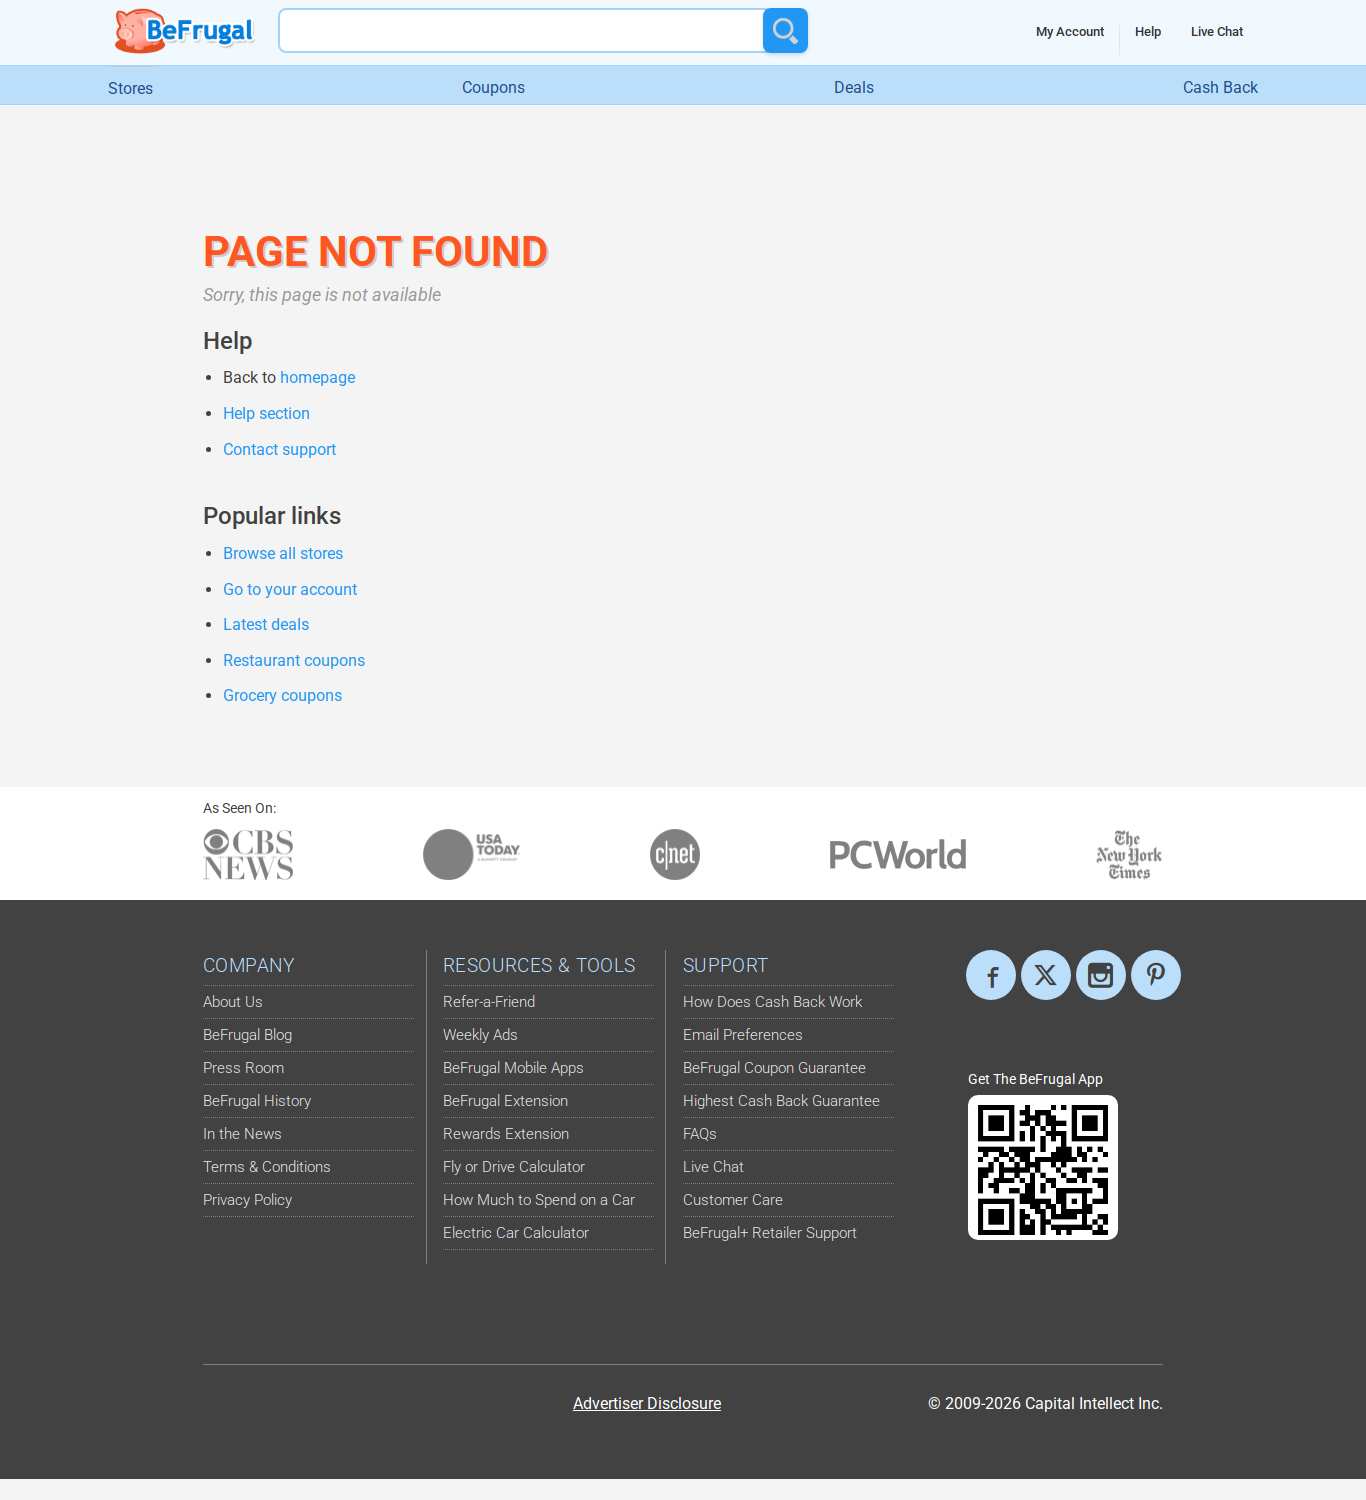 BeFrugal
My Account
Help
Live Chat
Stores
Coupons
Deals
Cash Back
PAGE NOT FOUND
Sorry, this page is not available
Help
Back to homepage
Help section
Contact support
Popular links
Browse all stores
Go to your account
Latest deals
Restaurant coupons
Grocery coupons
As Seen On:
CBS
NEWS
USA
TODAY
c|net
PCWorld
The
New York
Times
COMPANY
About Us
BeFrugal Blog
Press Room
BeFrugal History
In the News
Terms & Conditions
Privacy Policy
RESOURCES & TOOLS
Refer-a-Friend
Weekly Ads
BeFrugal Mobile Apps
BeFrugal Extension
Rewards Extension
Fly or Drive Calculator
How Much to Spend on a Car
Electric Car Calculator
SUPPORT
How Does Cash Back Work
Email Preferences
BeFrugal Coupon Guarantee
Highest Cash Back Guarantee
FAQs
Live Chat
Customer Care
BeFrugal+ Retailer Support
Get The BeFrugal App
Advertiser Disclosure
© 2009-2026 Capital Intellect Inc.